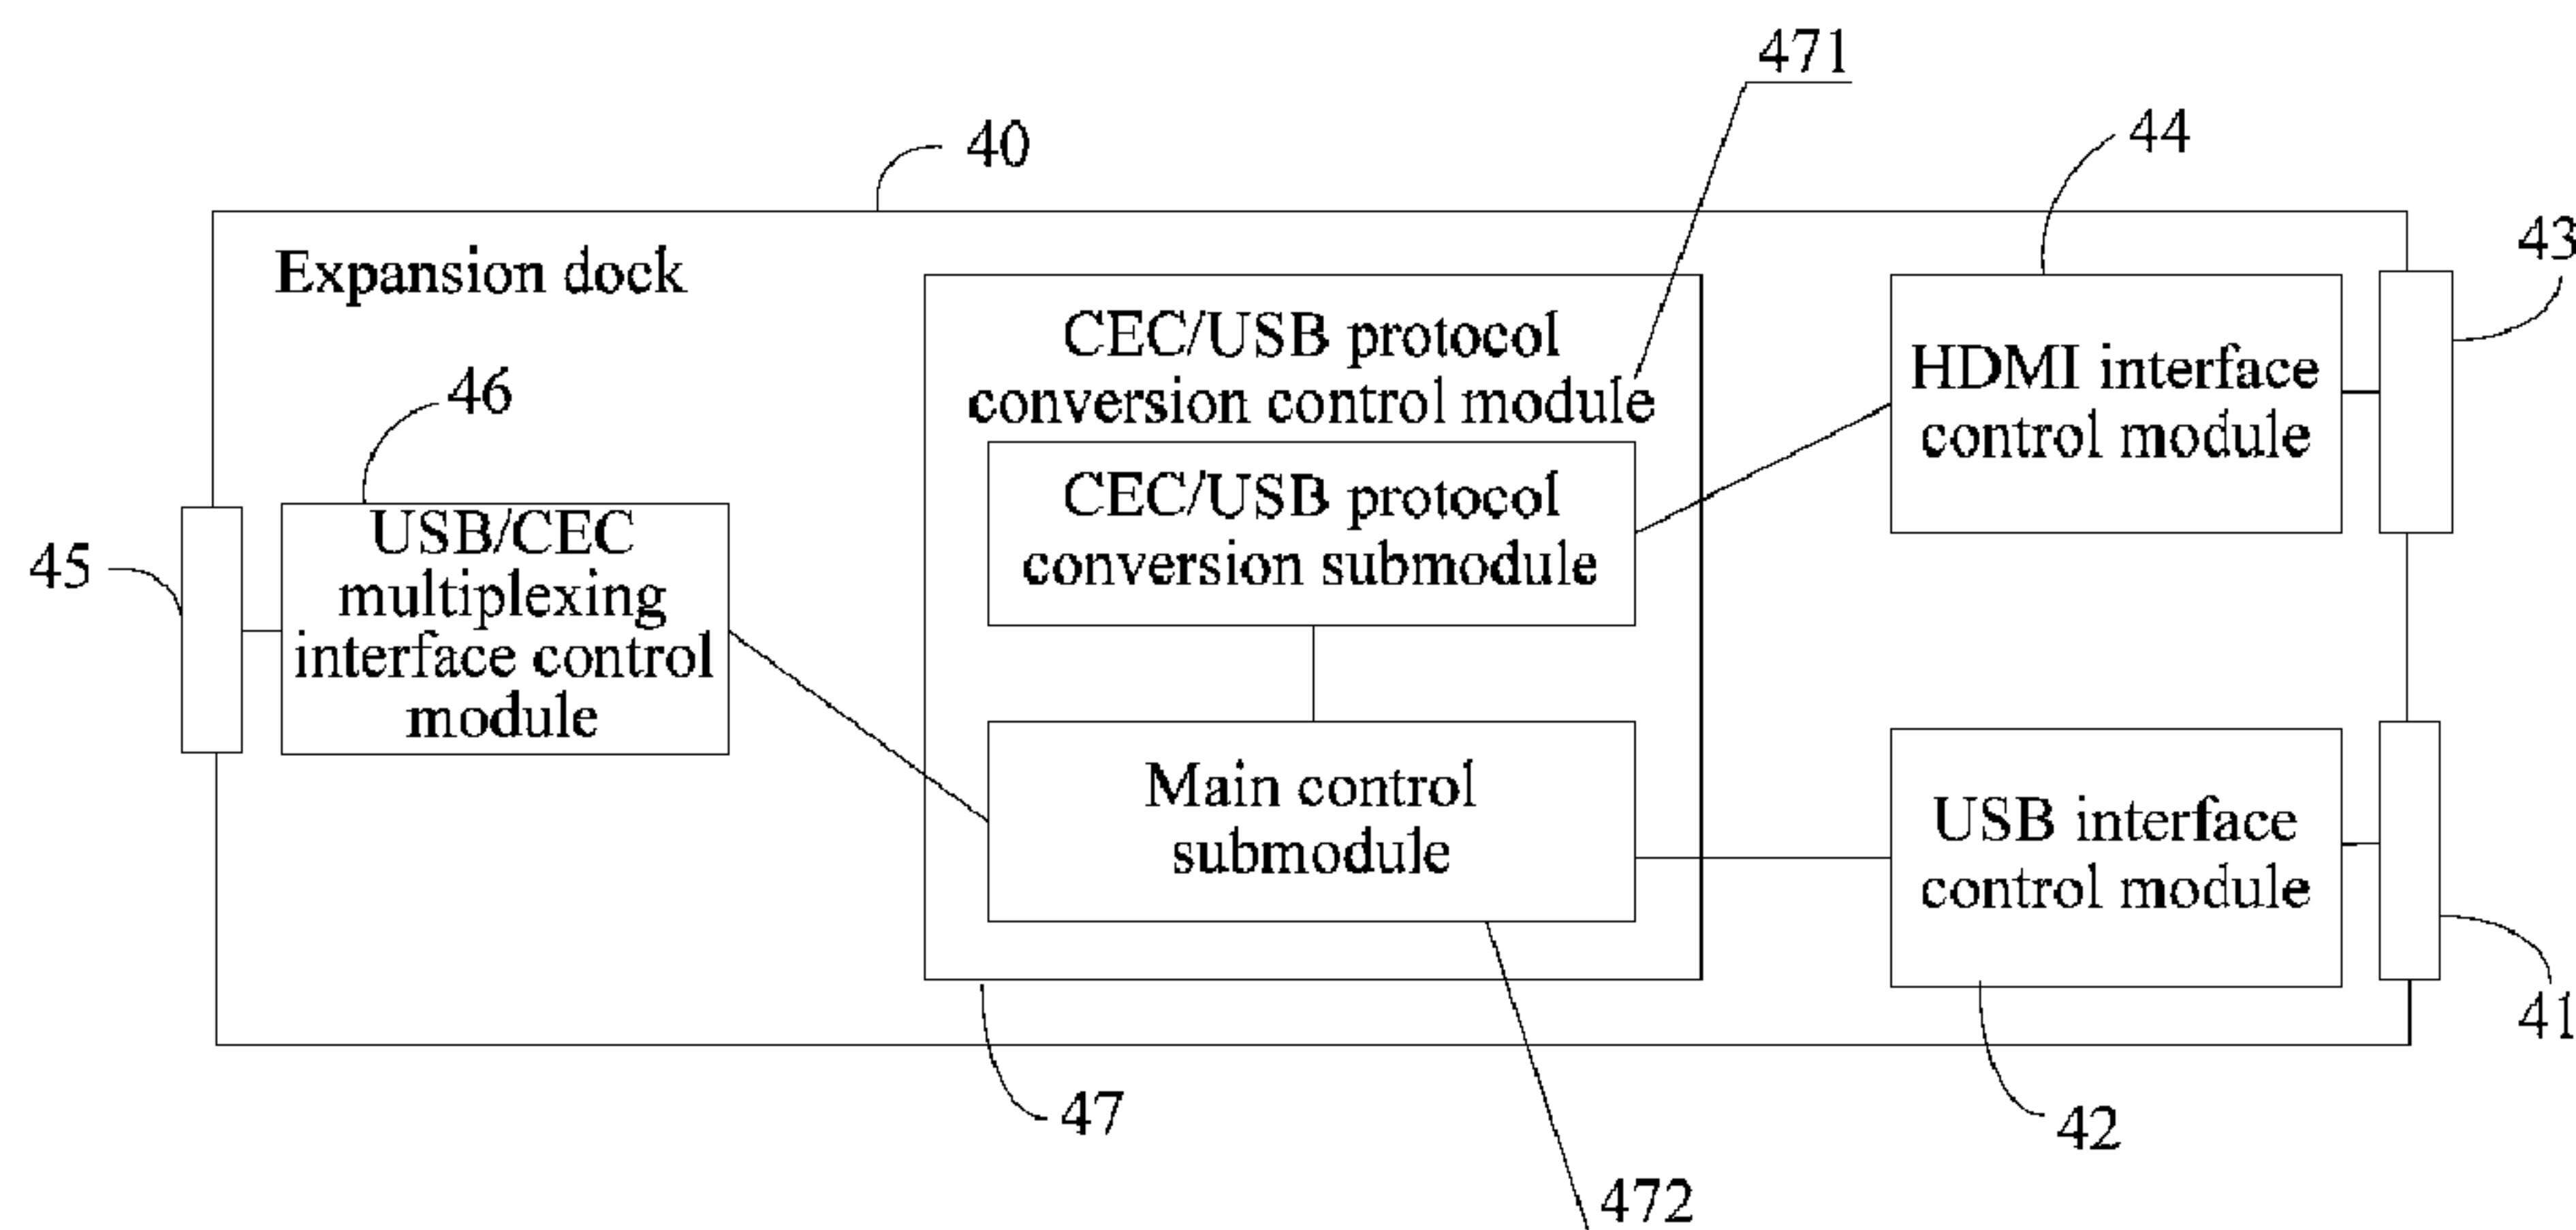 471
40
44
43
Expansion dock
CEC/USB protocol
conversion control module
HDMI interface
control module
46
CEC/USB protocol
conversion submodule
USB/CEC
multiplexing
interface control
module
45
Main control
submodule
USB interface
control module
41
47
42
472